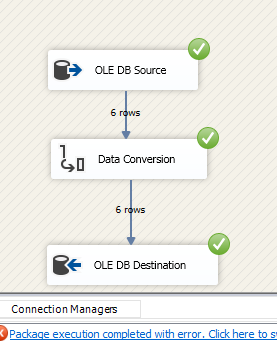 OLE DB Source
6 rows
Data Conversion
6 rows
OLE DB Destination
Connection Managers
Package execution completed with error. Click here to